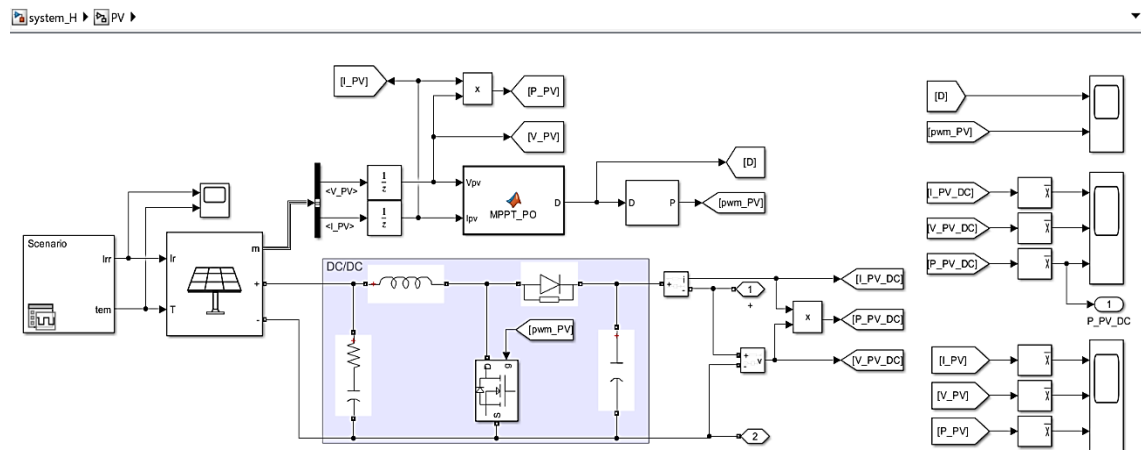 system_H PV
[I_PV]
x
[P_PV]
[V_PV]
[D]
[pwm_PV]
<V_PV>
<I_PV>
1
z
1
z
Vpv
Ipv
MPPT_PO
D
[D]
D
P
[pwm_PV]
Scenario
Irr
tem
Ir
T
m
+
-
DC/DC
[pwm_PV]
D
g
S
+
i
-
1
+
x
+
-
v
2
[I_PV_DC]
[P_PV_DC]
[V_PV_DC]
[I_PV_DC]
[V_PV_DC]
[P_PV_DC]
x
x
x
1
P_PV_DC
[I_PV]
[V_PV]
[P_PV]
x
x
x